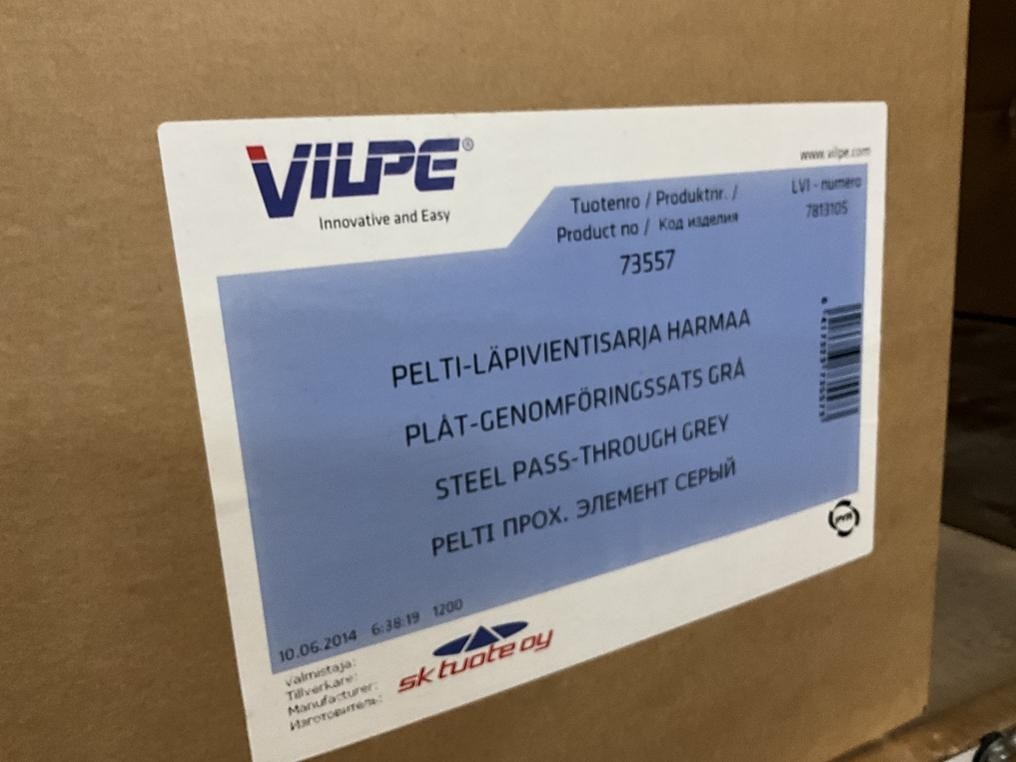 VILPE®
Innovative and Easy
www.vilpe.com
Tuotenro / Produktnr. /
Product no / Код изделия
73557
LVI - numero
7813105
PELTI-LÄPIVIENTISARJA HARMAA
PLÅT-GENOMFÖRINGSSATS GRÅ
STEEL PASS-THROUGH GREY
PELTI ПРОХ. ЭЛЕМЕНТ СЕРЫЙ
PYR
10.06.2014 6:38:19 1200
Valmistaja:
Tillverkare:
Manufacturer:
Изготовитель:
sk tuote oy